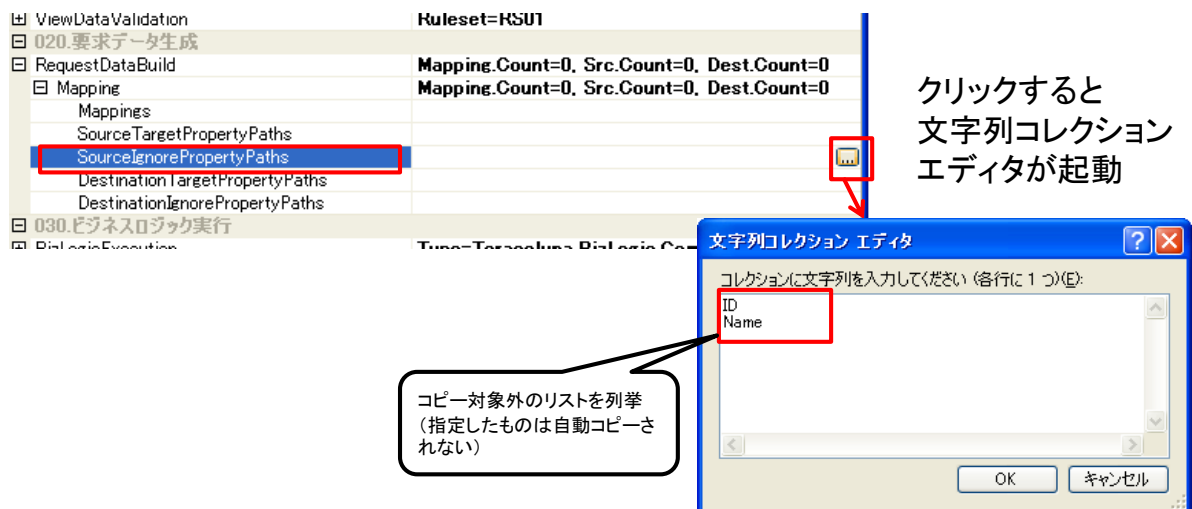 ViewDataValidation Ruleset=RS01
020.要求データ生成
RequestDataBuild Mapping.Count=0, Src.Count=0, Dest.Count=0
Mapping Mapping.Count=0, Src.Count=0, Dest.Count=0
Mappings
SourceTargetPropertyPaths
SourceIgnorePropertyPaths
...
DestinationTargetPropertyPaths
DestinationIgnorePropertyPaths
030.ビジネスロジック実行
BizLogicExecution Type=Terasoluna.BizLogic.Co
クリックすると
文字列コレクション
エディタが起動
文字列コレクション エディタ
コレクションに文字列を入力してください (各行に 1 つ)(E):
ID
Name
コピー対象外のリストを列挙
(指定したものは自動コピーさ
れない)
OK キャンセル